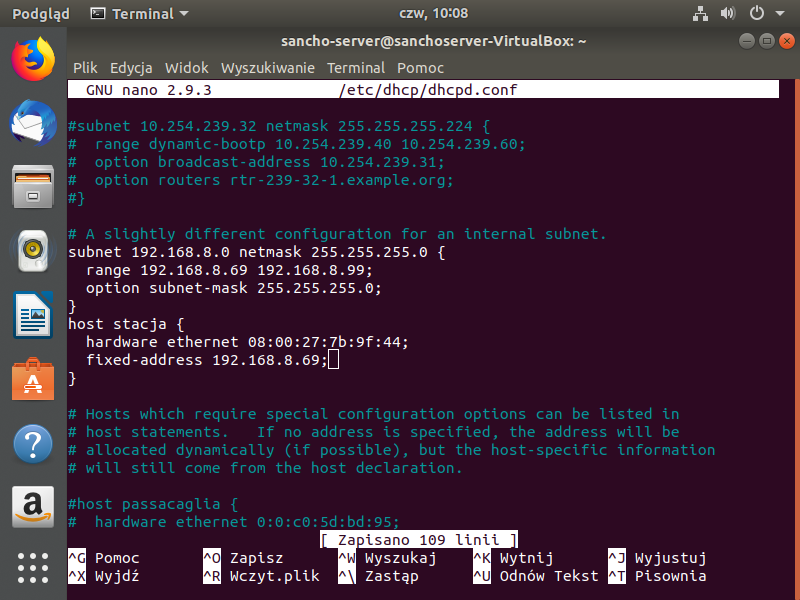 Podgląd Terminal czw, 10:08
sancho-server@sanchoserver-VirtualBox: ~
Plik Edycja Widok Wyszukiwanie Terminal Pomoc
GNU nano 2.9.3 /etc/dhcp/dhcpd.conf
#subnet 10.254.239.32 netmask 255.255.255.224 {
#  range dynamic-bootp 10.254.239.40 10.254.239.60;
#  option broadcast-address 10.254.239.31;
#  option routers rtr-239-32-1.example.org;
#}
# A slightly different configuration for an internal subnet.
subnet 192.168.8.0 netmask 255.255.255.0 {
  range 192.168.8.69 192.168.8.99;
  option subnet-mask 255.255.255.0;
}
host stacja {
  hardware ethernet 08:00:27:7b:9f:44;
  fixed-address 192.168.8.69;
}
# Hosts which require special configuration options can be listed in
# host statements.   If no address is specified, the address will be
# allocated dynamically (if possible), but the host-specific information
# will still come from the host declaration.
#host passacaglia {
#  hardware ethernet 0:0:c0:5d:bd:95;
[ Zapisano 109 linii ]
^G Pomoc ^O Zapisz ^W Wyszukaj ^K Wytnij ^J Wyjustuj
^X Wyjdź ^R Wczyt.plik ^\ Zastąp ^U Odnów Tekst ^T Pisownia